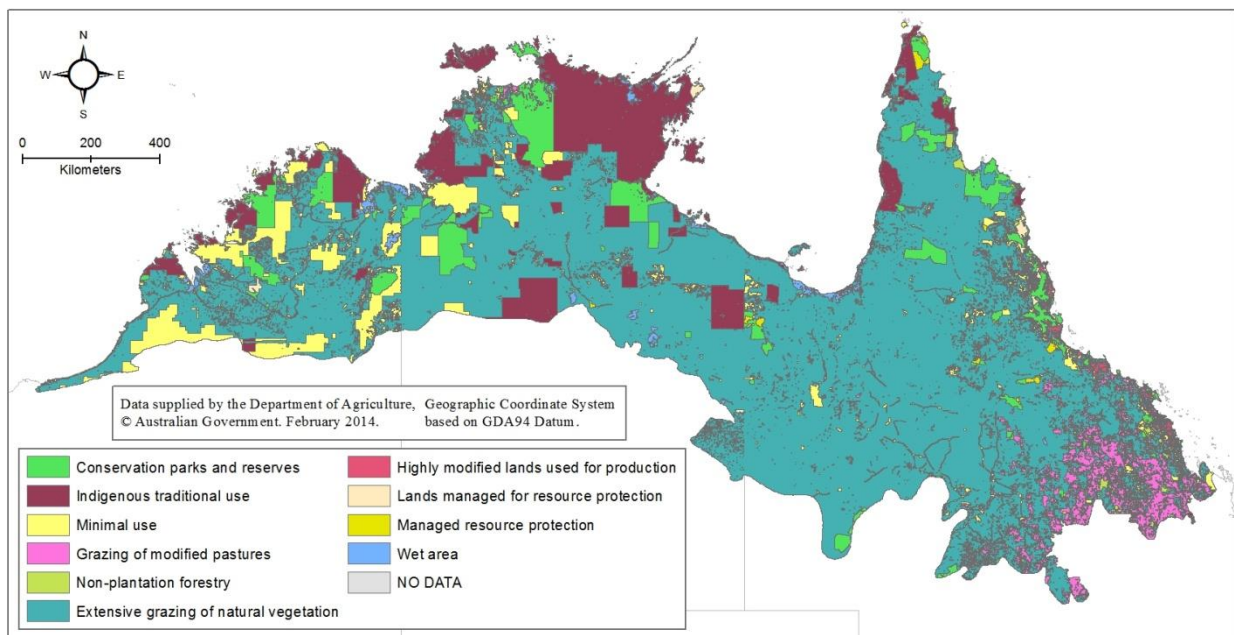 N
W E
S
0 200 400
Kilometers
Data supplied by the Department of Agriculture, Geographic Coordinate System
© Australian Government. February 2014. based on GDA94 Datum.
Conservation parks and reserves
Indigenous traditional use
Minimal use
Grazing of modified pastures
Non-plantation forestry
Extensive grazing of natural vegetation
Highly modified lands used for production
Lands managed for resource protection
Managed resource protection
Wet area
NO DATA